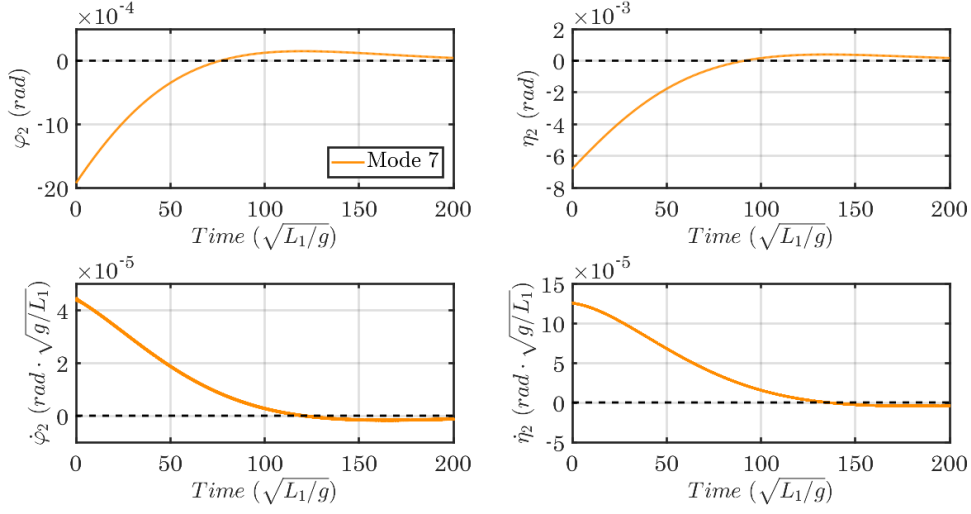 ×10⁻⁴
0
-10
-20
φ₂ (rad)
Mode 7
0 50 100 150 200
Time (√L₁/g)
×10⁻³
2
0
-2
-4
-6
-8
η₂ (rad)
0 50 100 150 200
Time (√L₁/g)
×10⁻⁵
4
2
0
φ̇₂ (rad · √g/L₁)
0 50 100 150 200
Time (√L₁/g)
×10⁻⁵
15
10
5
0
-5
η̇₂ (rad · √g/L₁)
0 50 100 150 200
Time (√L₁/g)